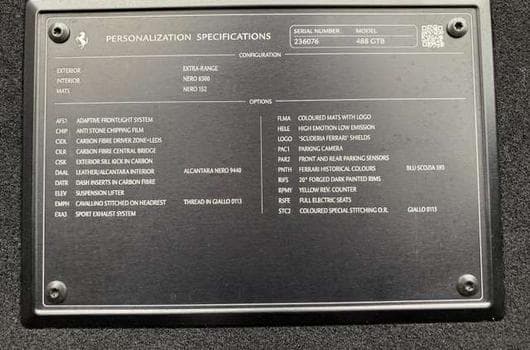 PERSONALIZATION SPECIFICATIONS
SERIAL NUMBER MODEL
236076 488 GTB
CONFIGURATION
EXTERIOR EXTRA-RANGE
INTERIOR NERO 8500
MATS NERO 152
OPTIONS
AFS1 ADAPTIVE FRONTLIGHT SYSTEM
CHIP ANTI STONE CHIPPING FILM
CIDL CARBON FIBRE DRIVER ZONE+LEDS
CILR CARBON FIBRE CENTRAL BRIDGE
CISK EXTERIOR SILL KICK IN CARBON
DAAL LEATHER/ALCANTARA INTERIOR ALCANTARA NERO 9440
DATR DASH INSERTS IN CARBON FIBRE
ELEV SUSPENSION LIFTER
EMPH CAVALLINO STITCHED ON HEADREST THREAD IN GIALLO 0113
EXA3 SPORT EXHAUST SYSTEM
FLMA COLOURED MATS WITH LOGO
HELE HIGH EMOTION LOW EMISSION
LOGO "SCUDERIA FERRARI" SHIELDS
PAC1 PARKING CAMERA
PAR2 FRONT AND REAR PARKING SENSORS
PNTH FERRARI HISTORICAL COLOURS BLU SCOZIA 595
RIFS 20" FORGED DARK PAINTED RIMS
RPMY YELLOW REV. COUNTER
RSFE FULL ELECTRIC SEATS
STC2 COLOURED SPECIAL STITCHING O.R. GIALLO 0113